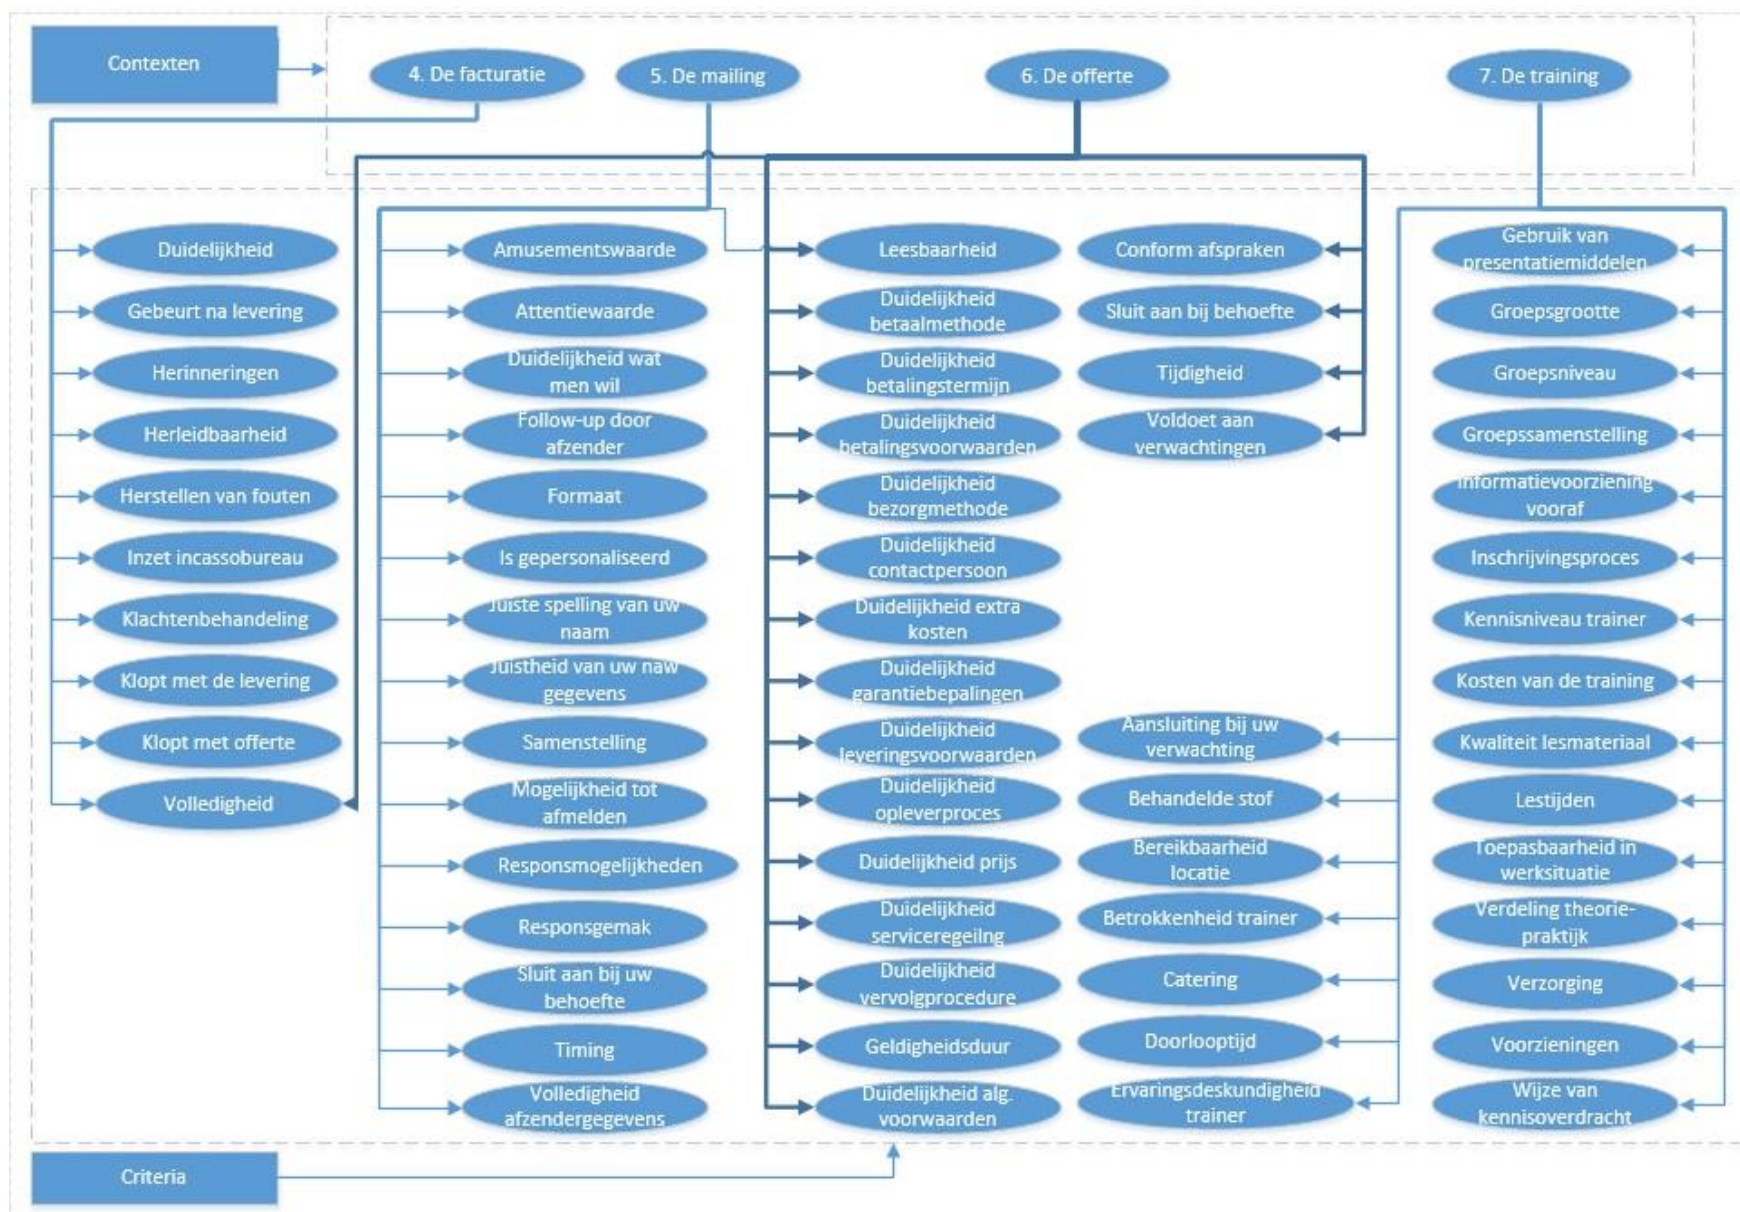 Contexten
4. De facturatie
5. De mailing
6. De offerte
7. De training
Duidelijkheid
Gebeurt na levering
Herinneringen
Herleidbaarheid
Herstellen van fouten
Inzet incassobureau
Klachtenbehandeling
Klopt met de levering
Klopt met offerte
Volledigheid
Amusementswaarde
Attentiewaarde
Duidelijkheid wat
men wil
Follow-up door
afzender
Formaat
Is gepersonaliseerd
Juiste spelling van uw
naam
Juistheid van uw naw
gegevens
Samenstelling
Mogelijkheid tot
afmelden
Responsmogelijkheden
Responsgemak
Sluit aan bij uw
behoefte
Timing
Volledigheid
afzendergegevens
Leesbaarheid
Duidelijkheid
betaalmethode
Duidelijkheid
betalingstermijn
Duidelijkheid
betalingsvoorwaarden
Duidelijkheid
bezorgmethode
Duidelijkheid
contactpersoon
Duidelijkheid extra
kosten
Duidelijkheid
garantiebepalingen
Duidelijkheid
leveringsvoorwaarden
Duidelijkheid
opleverproces
Duidelijkheid prijs
Duidelijkheid
serviceregeilng
Duidelijkheid
vervolgprocedure
Geldigheidsduur
Duidelijkheid alg.
voorwaarden
Conform afspraken
Sluit aan bij behoefte
Tijdigheid
Voldoet aan
verwachtingen
Aansluiting bij uw
verwachting
Behandelde stof
Bereikbaarheid
locatie
Betrokkenheid trainer
Catering
Doorlooptijd
Ervaringsdeskundigheid
trainer
Gebruik van
presentatiemiddelen
Groepsgrootte
Groepsniveau
Groepssamenstelling
Informatievoorziening
vooraf
Inschrijvingsproces
Kennisniveau trainer
Kosten van de training
Kwaliteit lesmateriaal
Lestijden
Toepasbaarheid in
werksituatie
Verdeling theorie-
praktijk
Verzorging
Voorzieningen
Wijze van
kennisoverdracht
Criteria